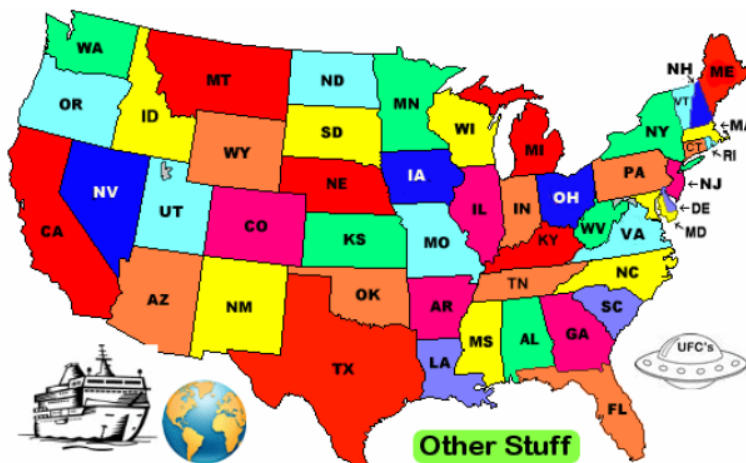 WA
MT
ND
MN
NH
ME
VT
OR
ID
SD
WI
NY
MA
WY
MI
CT
RI
NV
NE
IA
PA
NJ
UT
CO
IL
IN
OH
DE
CA
KS
MO
WV
VA
MD
KY
AZ
NM
OK
AR
TN
NC
MS
AL
GA
SC
TX
LA
FL
UFC's
Other Stuff